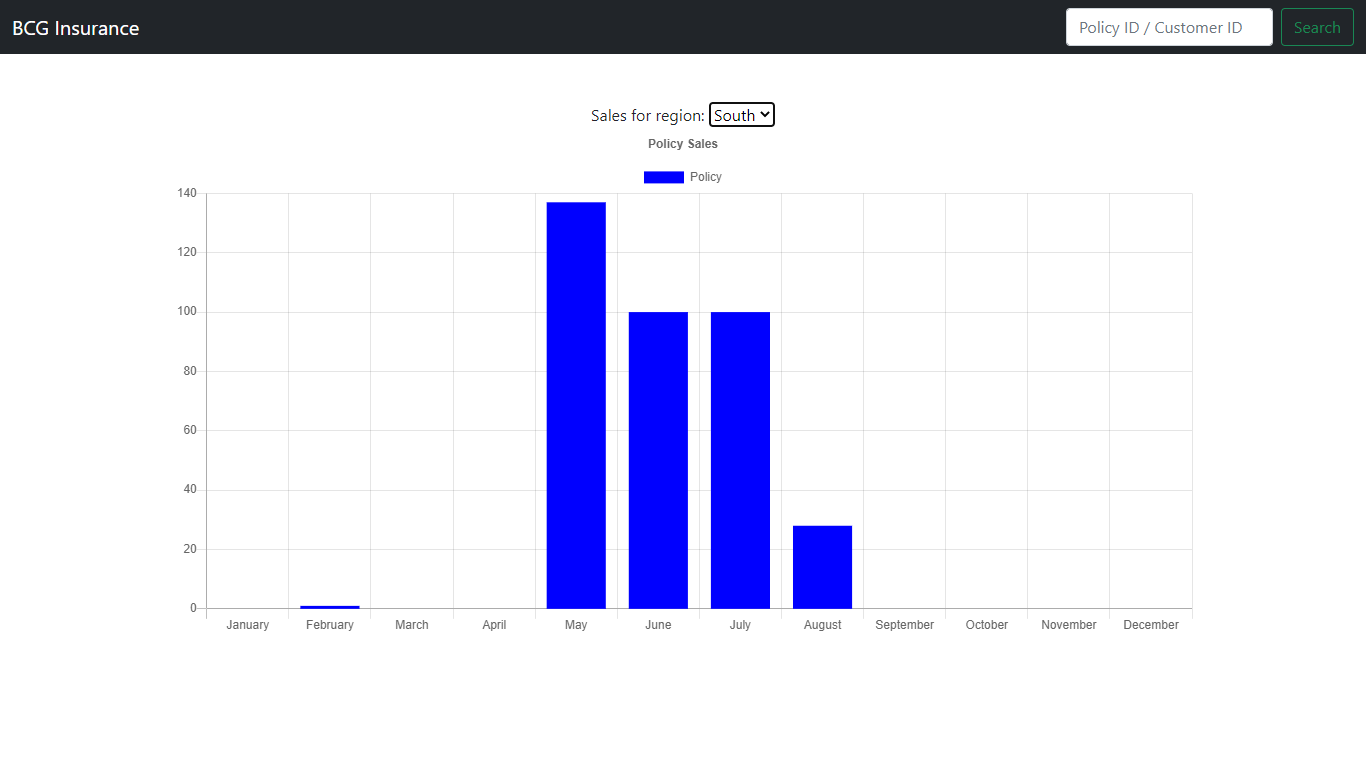 BCG Insurance
Policy ID / Customer ID
Search
Sales for region: South
Policy Sales
Policy
140
120
100
80
60
40
20
0
January February March April May June July August September October November December